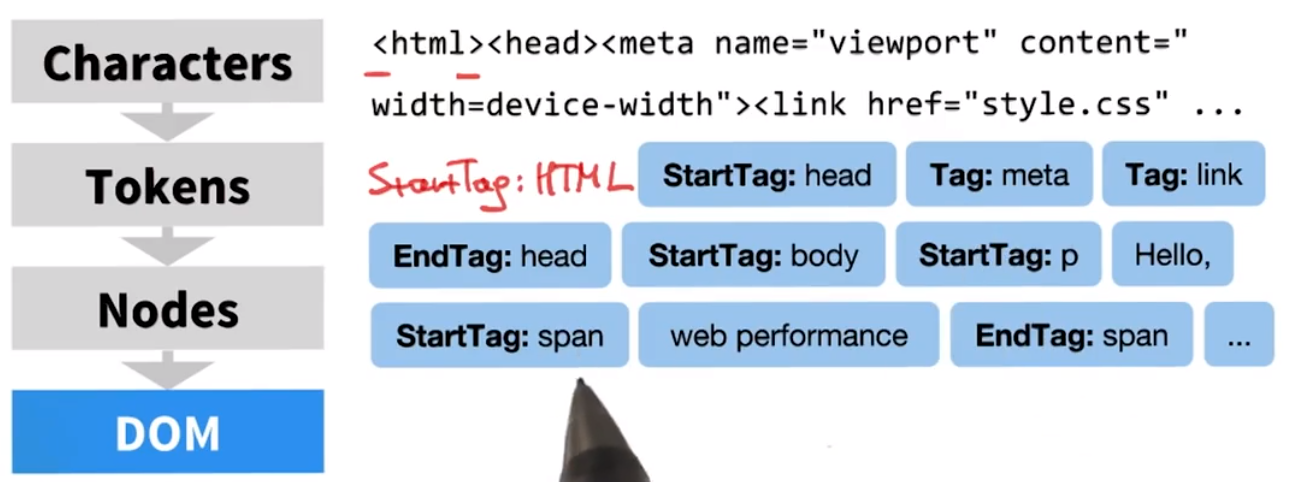 Characters
Tokens
Nodes
DOM
<html><head><meta name="viewport" content="
width=device-width"><link href="style.css" ...
StartTag: HTML StartTag: head Tag: meta Tag: link
EndTag: head StartTag: body StartTag: p Hello,
StartTag: span web performance EndTag: span ...